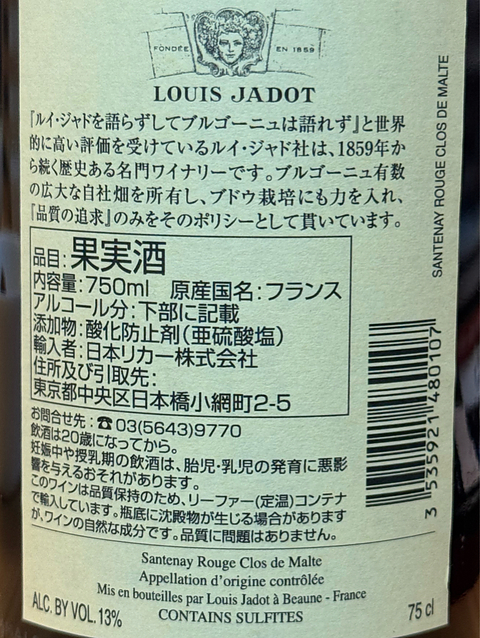 FONDÉE EN 1859
LOUIS JADOT
『ルイ・ジャドを語らずしてブルゴーニュは語れず』と世界
的に高い評価を受けているルイ・ジャド社は、1859年か
ら続く歴史ある名門ワイナリーです。ブルゴーニュ有数
の広大な自社畑を所有し、ブドウ栽培にも力を入れ、
『品質の追求』のみをそのポリシーとして貫いています。
品目:果実酒
内容量:750ml 原産国名:フランス
アルコール分:下部に記載
添加物:酸化防止剤(亜硫酸塩)
輸入者:日本リカー株式会社
住所及び引取先:
東京都中央区日本橋小網町2-5
お問合せ先:☎03(5643)9770
飲酒は20歳になってから。
妊娠中や授乳期の飲酒は、胎児・乳児の発育に悪影
響を与えるおそれがあります。
このワインは品質保持のため、リーファー(定温)コンテナ
で輸入しています。瓶底に沈殿物が生じる場合があります
が、ワインの自然な成分です。品質に問題はありません。
SANTENAY ROUGE CLOS DE MALTE
3 535921 480107
Santenay Rouge Clos de Malte
Appellation d'origine contrôlée
Mis en bouteilles par Louis Jadot à Beaune - France
ALC. BY VOL. 13% CONTAINS SULFITES 75 cl